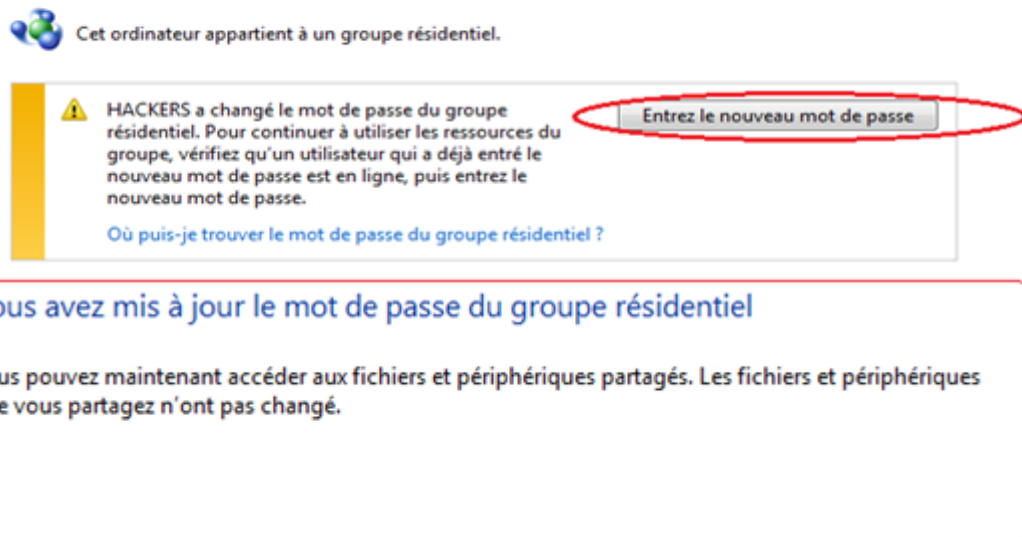 Cet ordinateur appartient à un groupe résidentiel.
HACKERS a changé le mot de passe du groupe
résidentiel. Pour continuer à utiliser les ressources du
groupe, vérifiez qu'un utilisateur qui a déjà entré le
nouveau mot de passe est en ligne, puis entrez le
nouveau mot de passe.
Entrez le nouveau mot de passe
Où puis-je trouver le mot de passe du groupe résidentiel ?
ous avez mis à jour le mot de passe du groupe résidentiel
us pouvez maintenant accéder aux fichiers et périphériques partagés. Les fichiers et périphériques
e vous partagez n'ont pas changé.